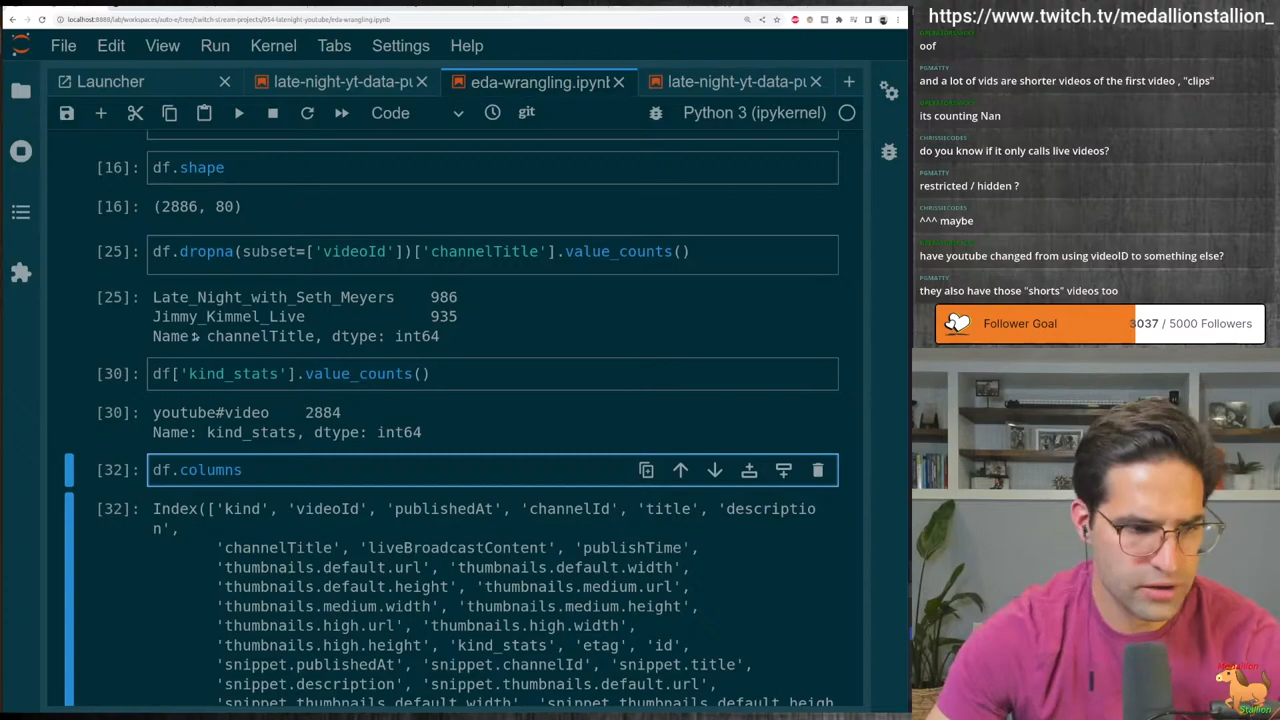 localhost:8888/lab/workspaces/auto-e/tree/twitch-stream-projects/054-latenight-youtube/eda-wrangling.ipynb
https://www.twitch.tv/medallionstallion_
File Edit View Run Kernel Tabs Settings Help
Launcher late-night-yt-data-pu eda-wrangling.ipynb late-night-yt-data-pu
Code git Python 3 (ipykernel)
[16]: df.shape
[16]: (2886, 80)
[25]: df.dropna(subset=['videoId'])['channelTitle'].value_counts()
[25]: Late_Night_with_Seth_Meyers 986
Jimmy_Kimmel_Live 935
Name: channelTitle, dtype: int64
[30]: df['kind_stats'].value_counts()
[30]: youtube#video 2884
Name: kind_stats, dtype: int64
[32]: df.columns
[32]: Index(['kind', 'videoId', 'publishedAt', 'channelId', 'title', 'descriptio
n',
'channelTitle', 'liveBroadcastContent', 'publishTime',
'thumbnails.default.url', 'thumbnails.default.width',
'thumbnails.default.height', 'thumbnails.medium.url',
'thumbnails.medium.width', 'thumbnails.medium.height',
'thumbnails.high.url', 'thumbnails.high.width',
'thumbnails.high.height', 'kind_stats', 'etag', 'id',
'snippet.publishedAt', 'snippet.channelId', 'snippet.title',
'snippet.description', 'snippet.thumbnails.default.url',
'snippet.thumbnails.default.width', 'snippet.thumbnails.default.heigh
oof
PGMATTY
and a lot of vids are shorter videos of the first video , "clips"
its counting Nan
CHRISSIECODES
do you know if it only calls live videos?
PGMATTY
restricted / hidden ?
CHRISSIECODES
^^^ maybe
have youtube changed from using videoID to something else?
PGMATTY
they also have those "shorts" videos too
Follower Goal 3037 / 5000 Followers
Medallion
Stallion